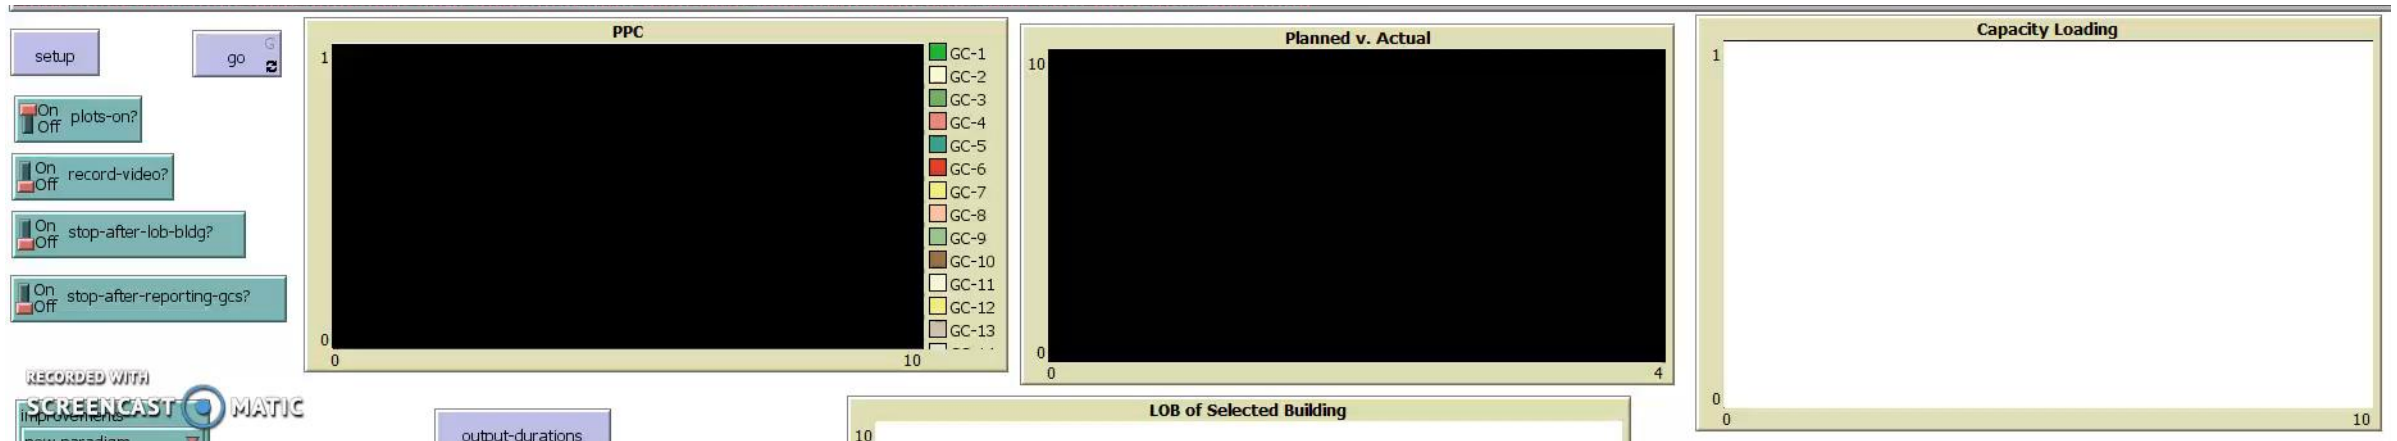 setup
go
G
On
Off
plots-on?
On
Off
record-video?
On
Off
stop-after-lob-bldg?
On
Off
stop-after-reporting-gcs?
RECORDED WITH
SCREENCAST MATIC
improvements
new paradigm
output-durations
PPC
1
0
0
10
GC-1
GC-2
GC-3
GC-4
GC-5
GC-6
GC-7
GC-8
GC-9
GC-10
GC-11
GC-12
GC-13
Planned v. Actual
10
0
0
4
LOB of Selected Building
10
Capacity Loading
1
0
0
10